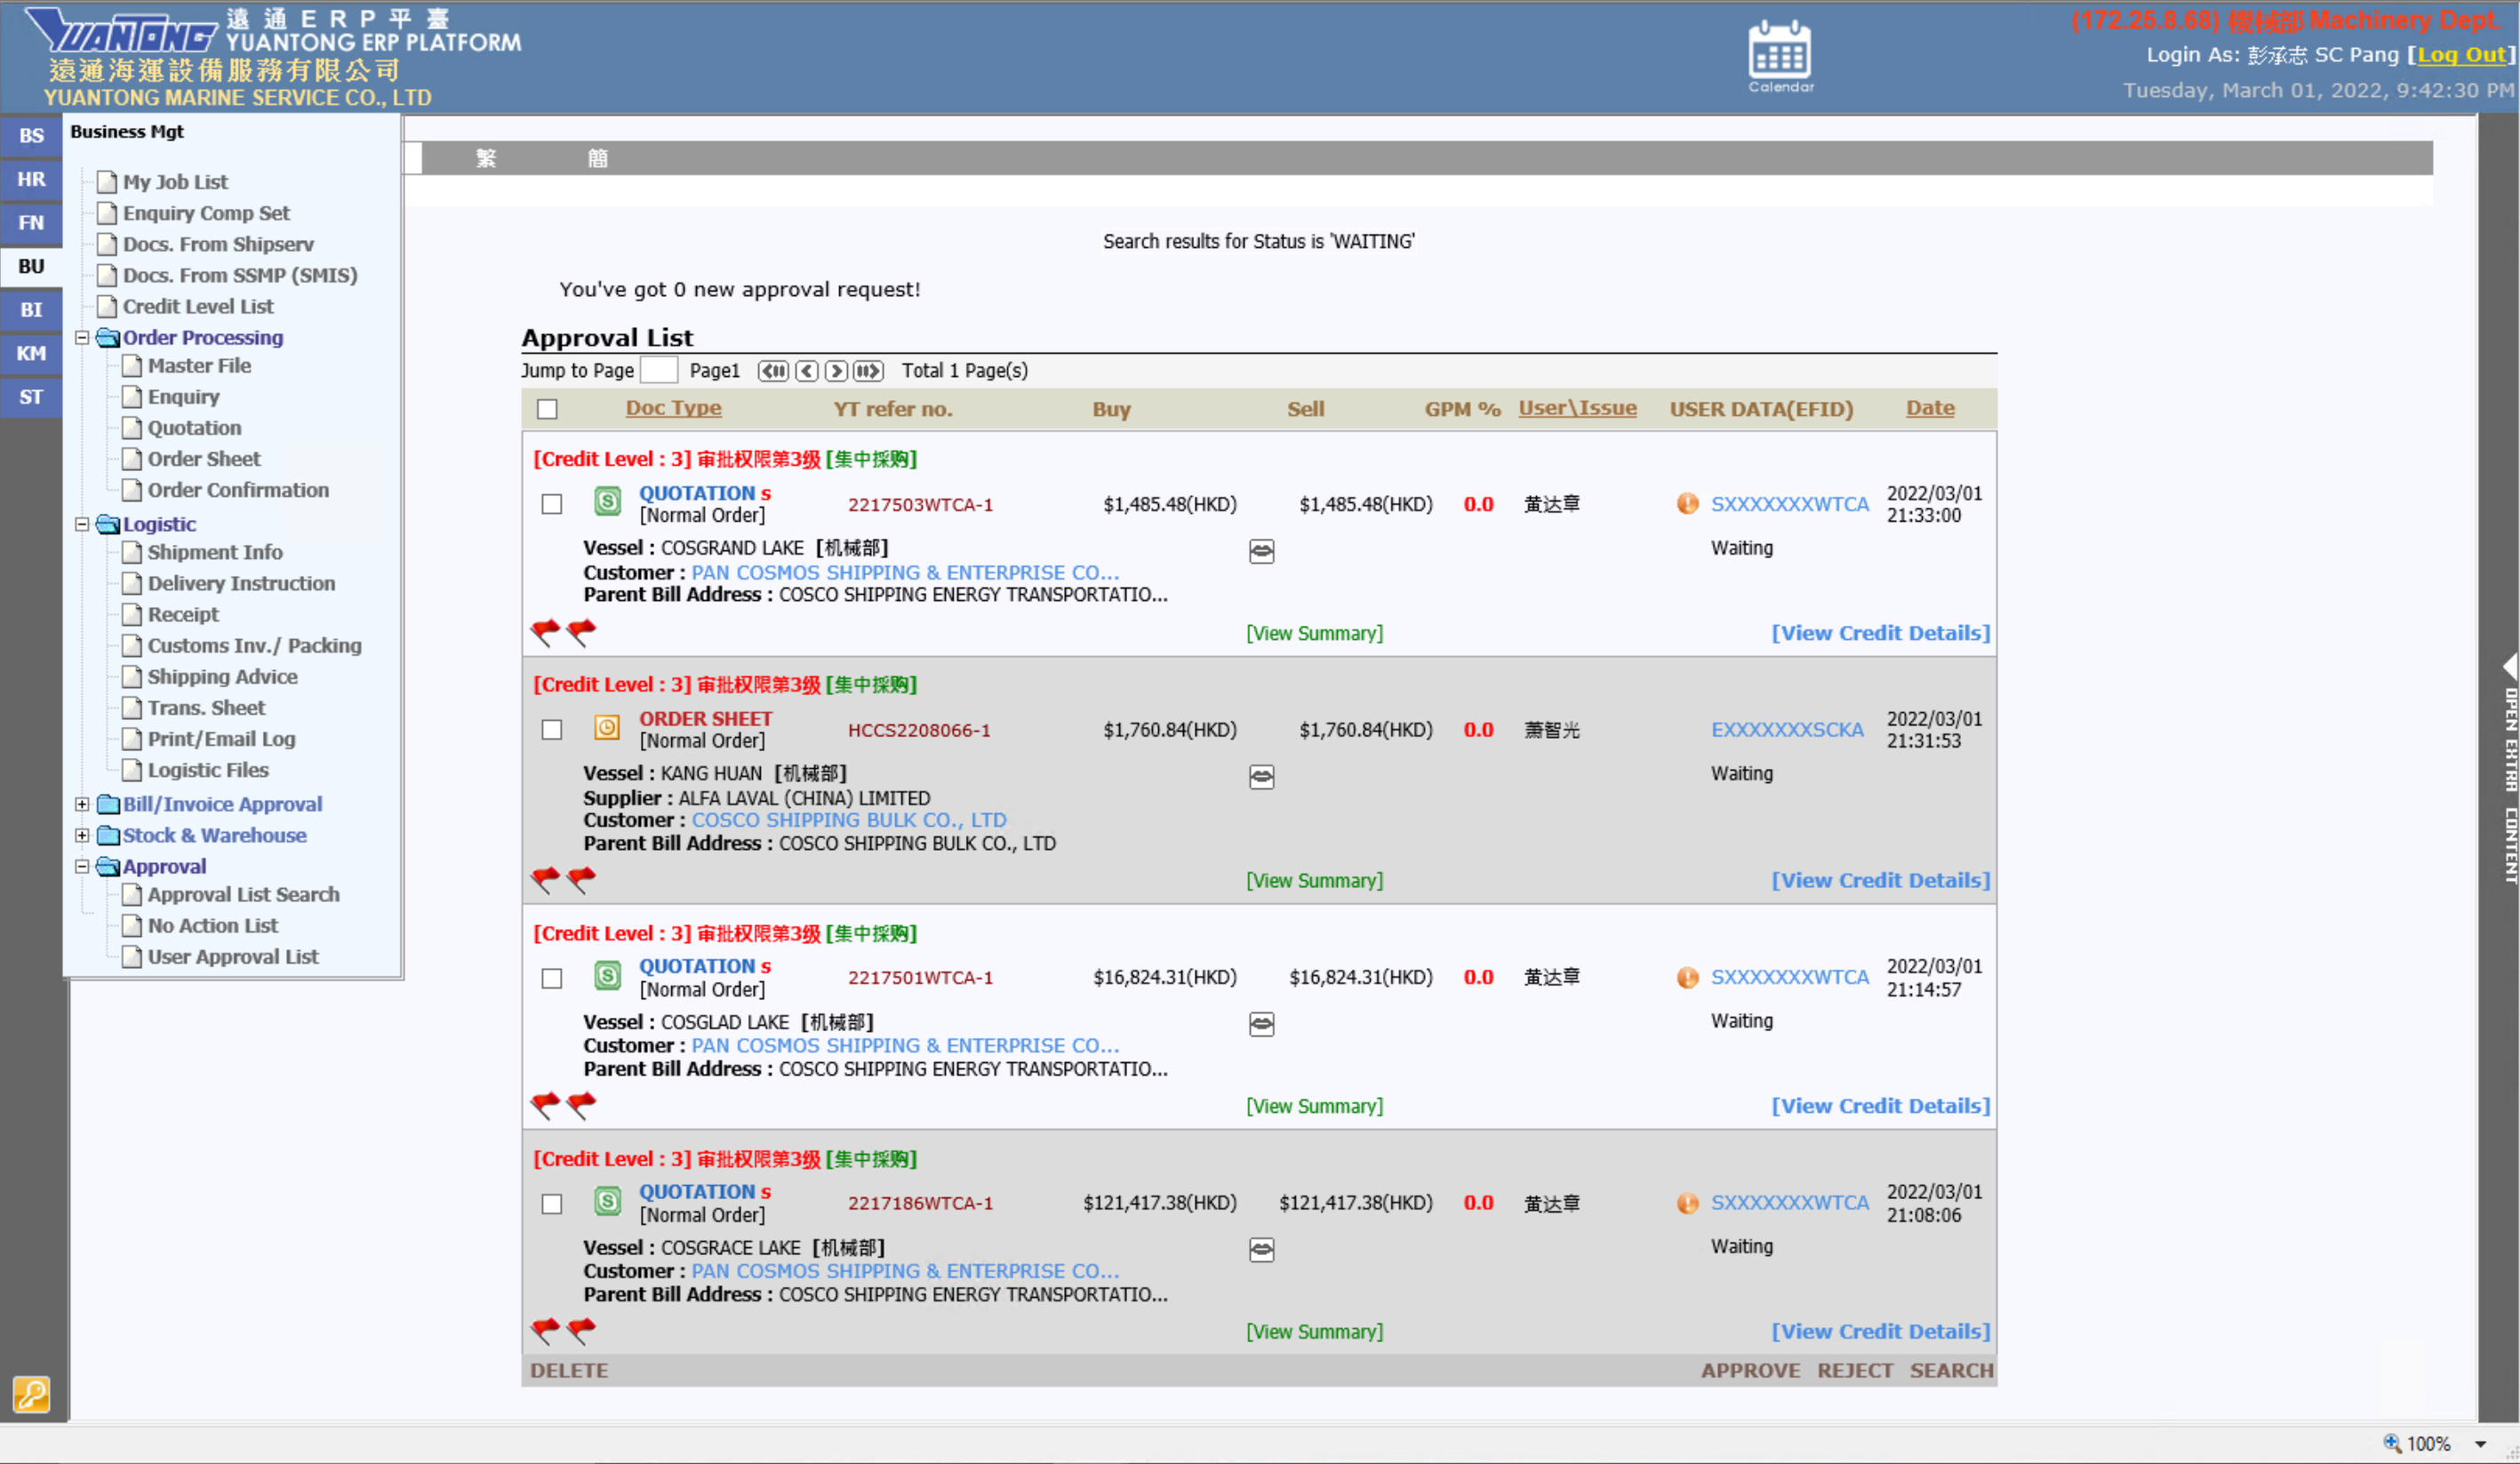 YUANTONG 遠通ERP平臺
YUANTONG ERP PLATFORM
遠通海運設備服務有限公司
YUANTONG MARINE SERVICE CO., LTD
Calendar
(172.25.8.68) 機械部 Machinery Dept.
Login As: 彭承志 SC Pang [Log Out]
Tuesday, March 01, 2022, 9:42:30 PM
BS
HR
FN
BU
BI
KM
ST
Business Mgt
My Job List
Enquiry Comp Set
Docs. From Shipserv
Docs. From SSMP (SMIS)
Credit Level List
Order Processing
Master File
Enquiry
Quotation
Order Sheet
Order Confirmation
Logistic
Shipment Info
Delivery Instruction
Receipt
Customs Inv./ Packing
Shipping Advice
Trans. Sheet
Print/Email Log
Logistic Files
Bill/Invoice Approval
Stock & Warehouse
Approval
Approval List Search
No Action List
User Approval List
繁 簡
Search results for Status is 'WAITING'
You've got 0 new approval request!
Approval List
Jump to Page Page1 Total 1 Page(s)
Doc Type YT refer no. Buy Sell GPM % User\Issue USER DATA(EFID) Date
[Credit Level : 3] 审批权限第3级 [集中採购]
QUOTATION s 2217503WTCA-1 $1,485.48(HKD) $1,485.48(HKD) 0.0 黄达章 SXXXXXXXWTCA 2022/03/01
[Normal Order] 21:33:00
Vessel : COSGRAND LAKE [机械部] Waiting
Customer : PAN COSMOS SHIPPING & ENTERPRISE CO...
Parent Bill Address : COSCO SHIPPING ENERGY TRANSPORTATIO...
[View Summary] [View Credit Details]
[Credit Level : 3] 审批权限第3级 [集中採购]
ORDER SHEET HCCS2208066-1 $1,760.84(HKD) $1,760.84(HKD) 0.0 萧智光 EXXXXXXXSCKA 2022/03/01
[Normal Order] 21:31:53
Vessel : KANG HUAN [机械部] Waiting
Supplier : ALFA LAVAL (CHINA) LIMITED
Customer : COSCO SHIPPING BULK CO., LTD
Parent Bill Address : COSCO SHIPPING BULK CO., LTD
[View Summary] [View Credit Details]
[Credit Level : 3] 审批权限第3级 [集中採购]
QUOTATION s 2217501WTCA-1 $16,824.31(HKD) $16,824.31(HKD) 0.0 黄达章 SXXXXXXXWTCA 2022/03/01
[Normal Order] 21:14:57
Vessel : COSGLAD LAKE [机械部] Waiting
Customer : PAN COSMOS SHIPPING & ENTERPRISE CO...
Parent Bill Address : COSCO SHIPPING ENERGY TRANSPORTATIO...
[View Summary] [View Credit Details]
[Credit Level : 3] 审批权限第3级 [集中採购]
QUOTATION s 2217186WTCA-1 $121,417.38(HKD) $121,417.38(HKD) 0.0 黄达章 SXXXXXXXWTCA 2022/03/01
[Normal Order] 21:08:06
Vessel : COSGRACE LAKE [机械部] Waiting
Customer : PAN COSMOS SHIPPING & ENTERPRISE CO...
Parent Bill Address : COSCO SHIPPING ENERGY TRANSPORTATIO...
[View Summary] [View Credit Details]
DELETE APPROVE REJECT SEARCH
OPEN EXTRA CONTENT
100%